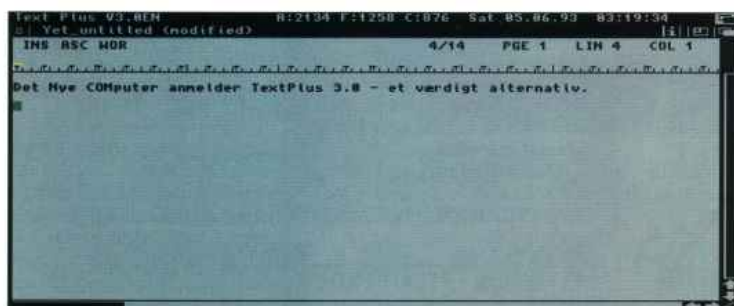 Text Plus V3.0EN A:2134 F:1258 C:876 Sat 05.06.93 03:19:34
Yet_untitled (modified)
INS ASC WOR 4/14 PGE 1 LIN 4 COL 1
Det Nye COMputer anmelder TextPlus 3.0 - et værdigt alternativ.